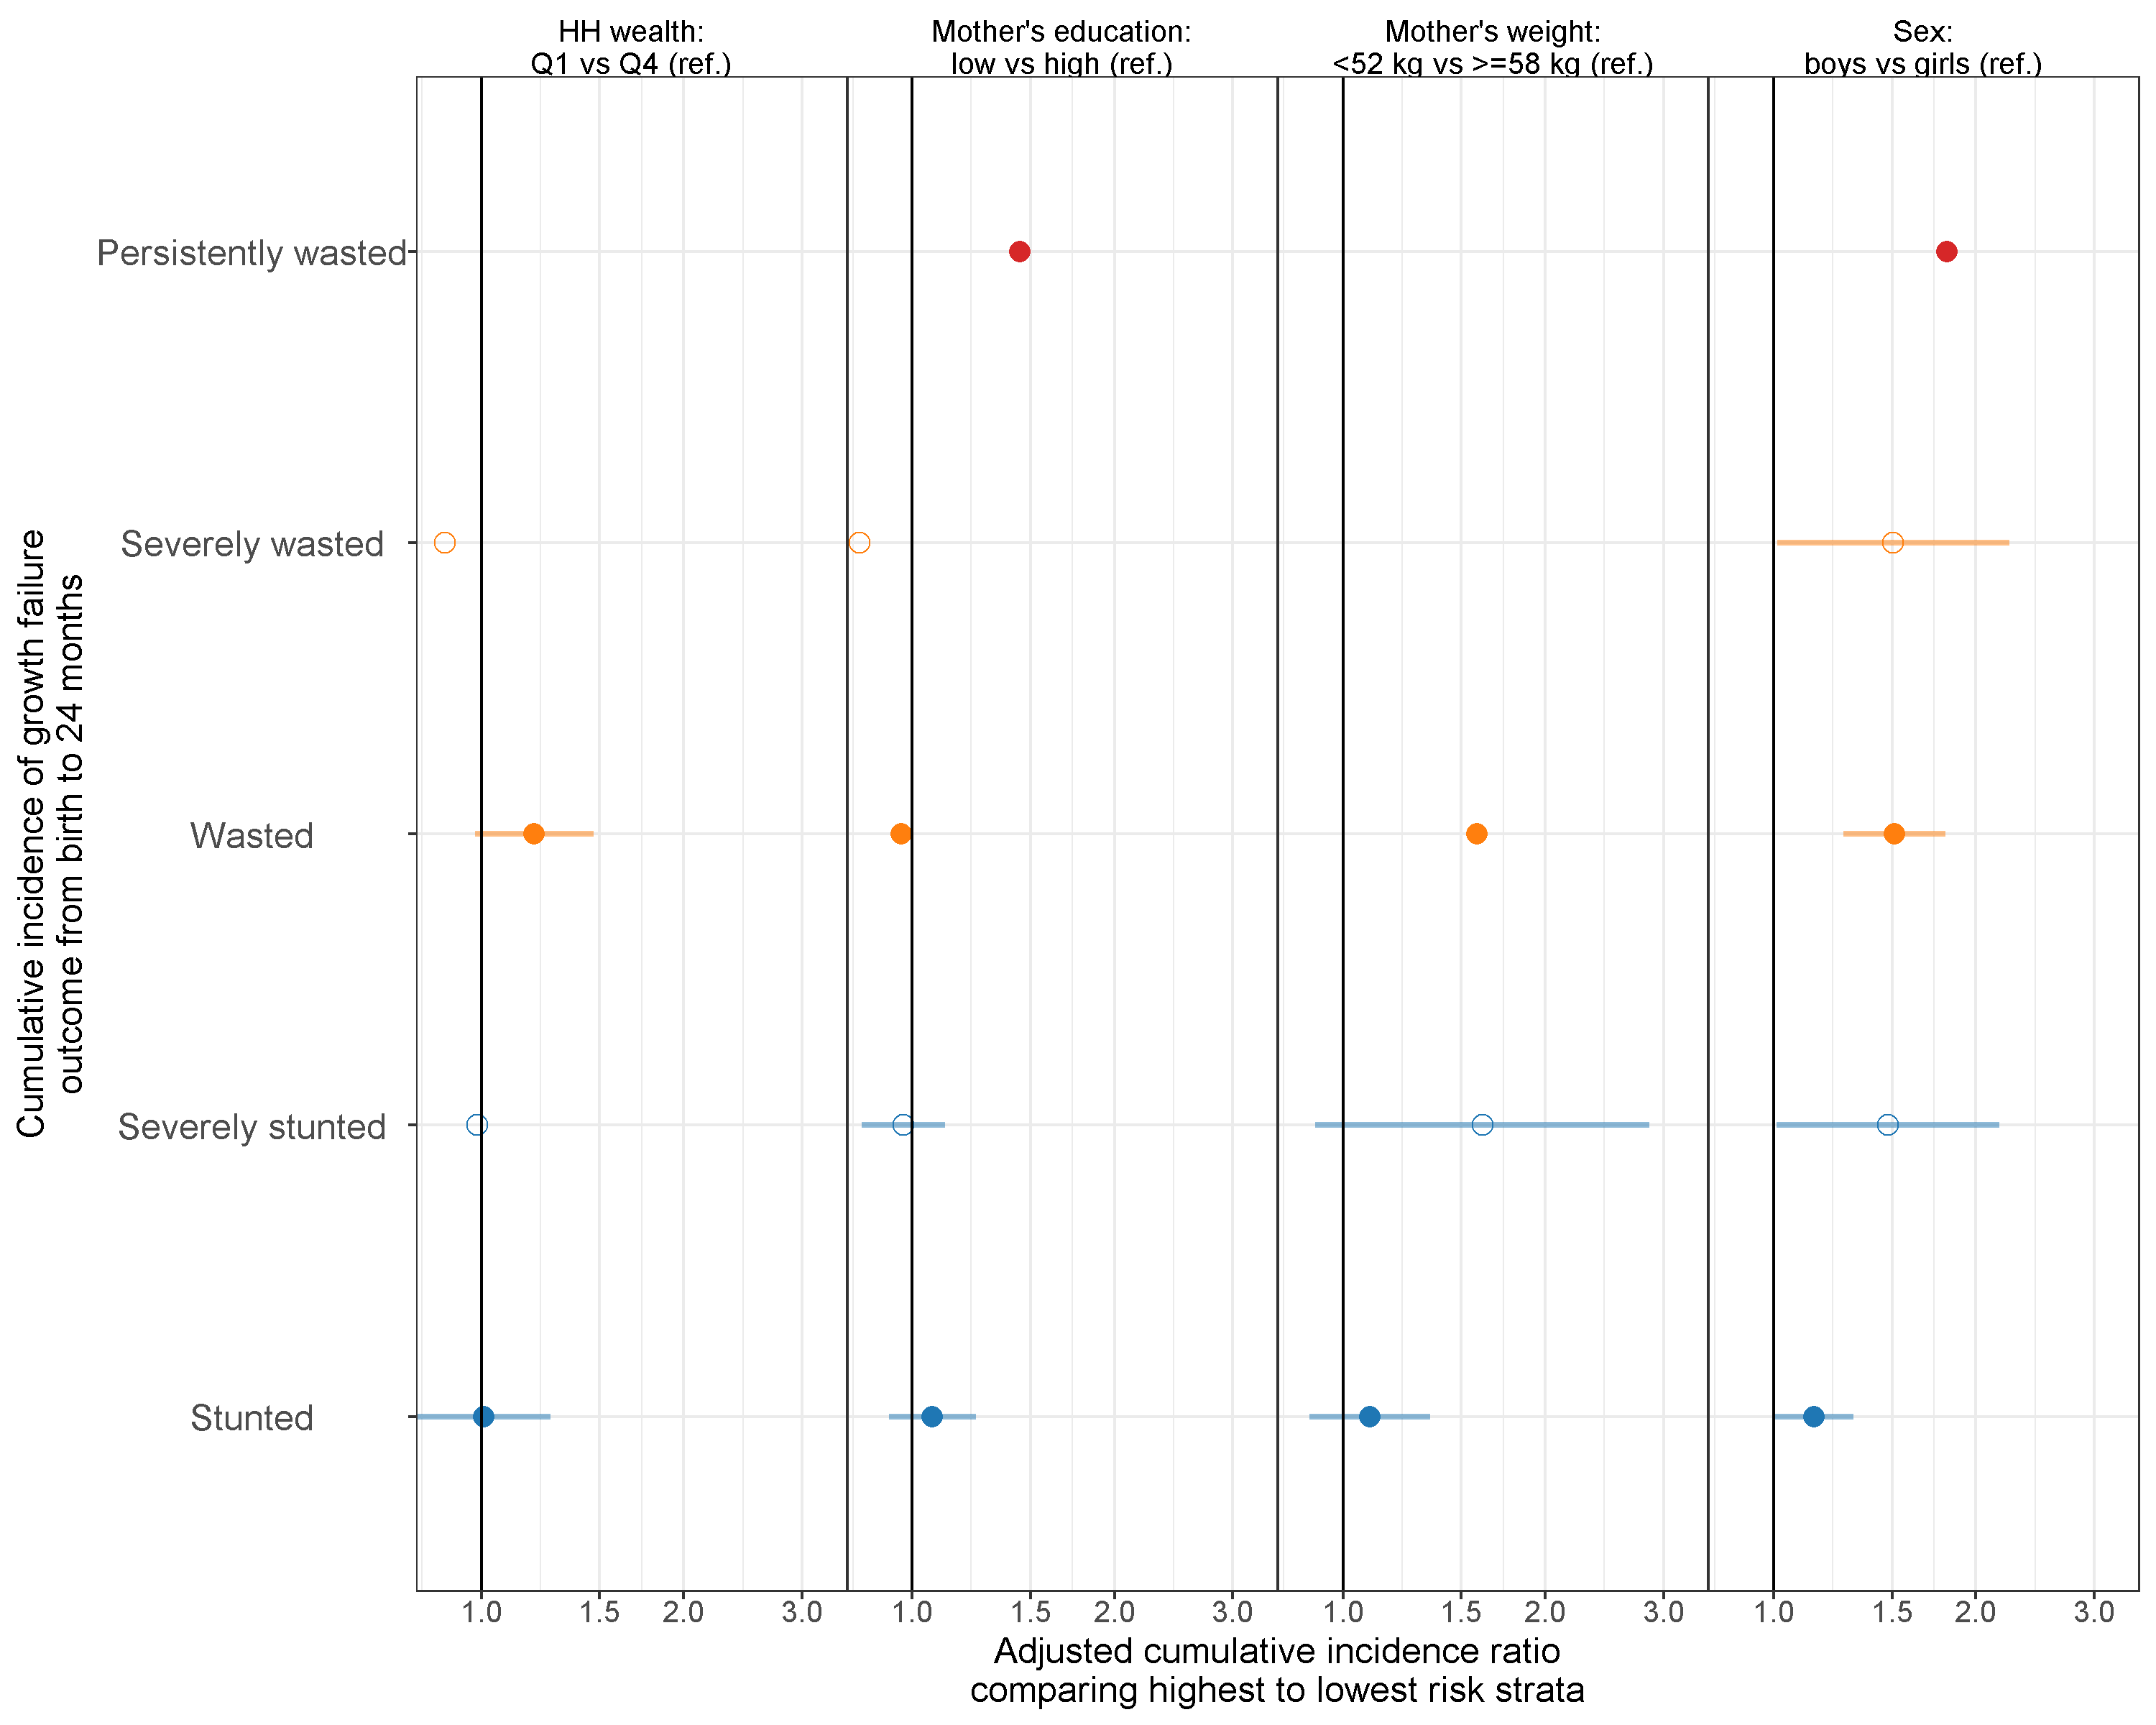 HH wealth:
Q1 vs Q4 (ref.)
Mother's education:
low vs high (ref.)
Mother's weight:
<52 kg vs >=58 kg (ref.)
Sex:
boys vs girls (ref.)
Cumulative incidence of growth failure
outcome from birth to 24 months
Persistently wasted
Severely wasted
Wasted
Severely stunted
Stunted
1.0 1.5 2.0 3.0 1.0 1.5 2.0 3.0 1.0 1.5 2.0 3.0 1.0 1.5 2.0 3.0
Adjusted cumulative incidence ratio
comparing highest to lowest risk strata